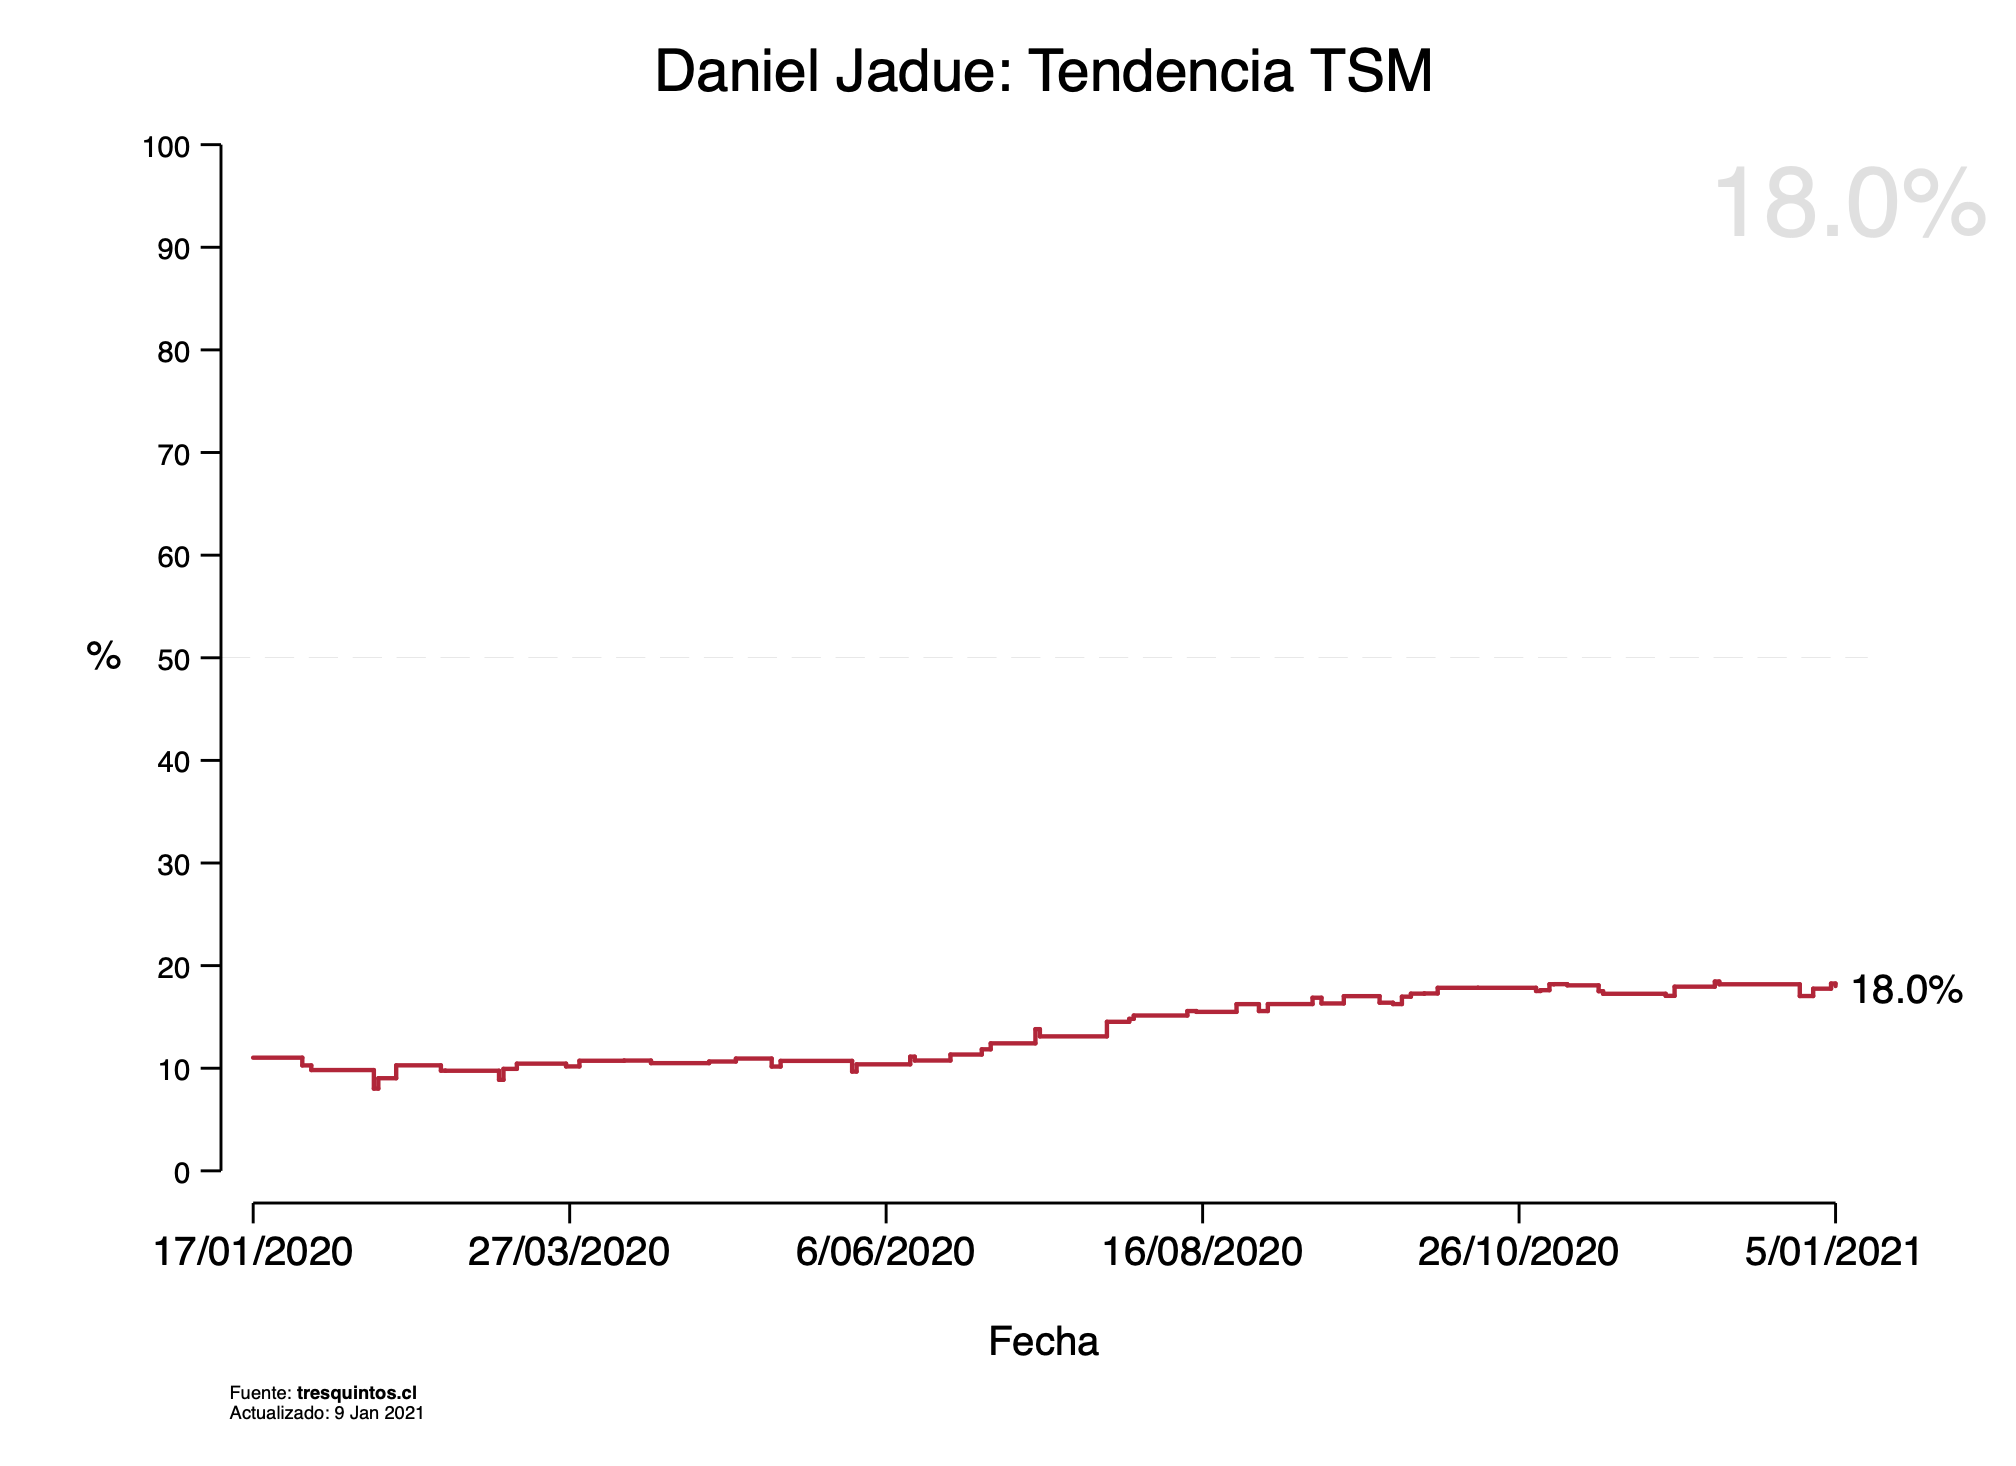 Daniel Jadue: Tendencia TSM
18.0%
100
90
80
70
60
50
40
30
20
10
0
%
18.0%
17/01/2020 27/03/2020 6/06/2020 16/08/2020 26/10/2020 5/01/2021
Fecha
Fuente: tresquintos.cl
Actualizado: 9 Jan 2021